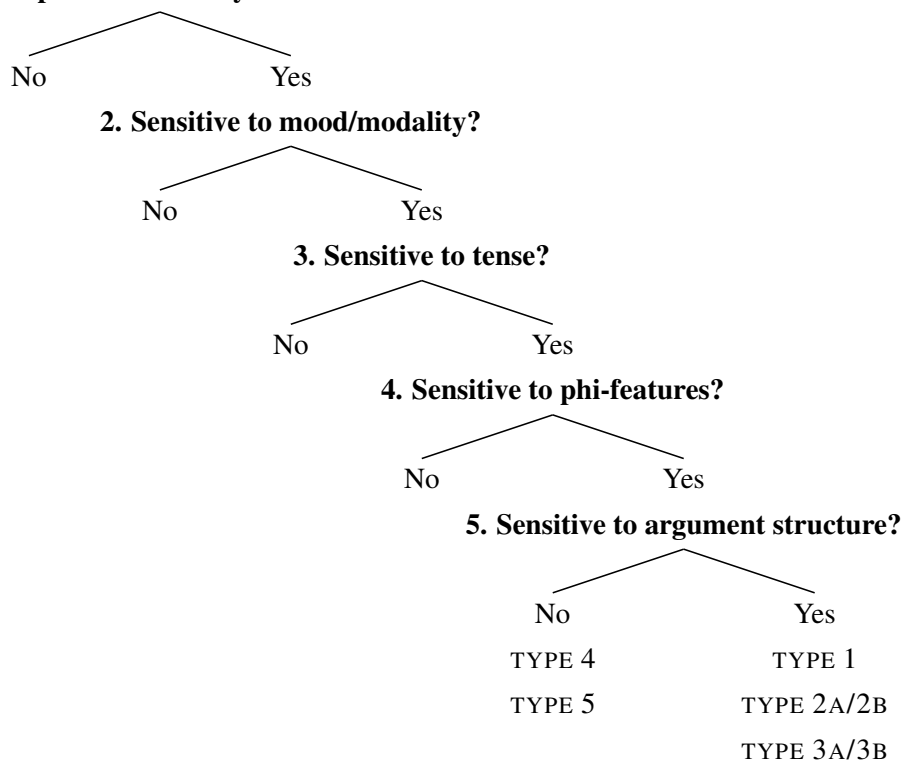 No Yes
2. Sensitive to mood/modality?
No Yes
3. Sensitive to tense?
No Yes
4. Sensitive to phi-features?
No Yes
5. Sensitive to argument structure?
No Yes
TYPE 4 TYPE 1
TYPE 5 TYPE 2A/2B
TYPE 3A/3B